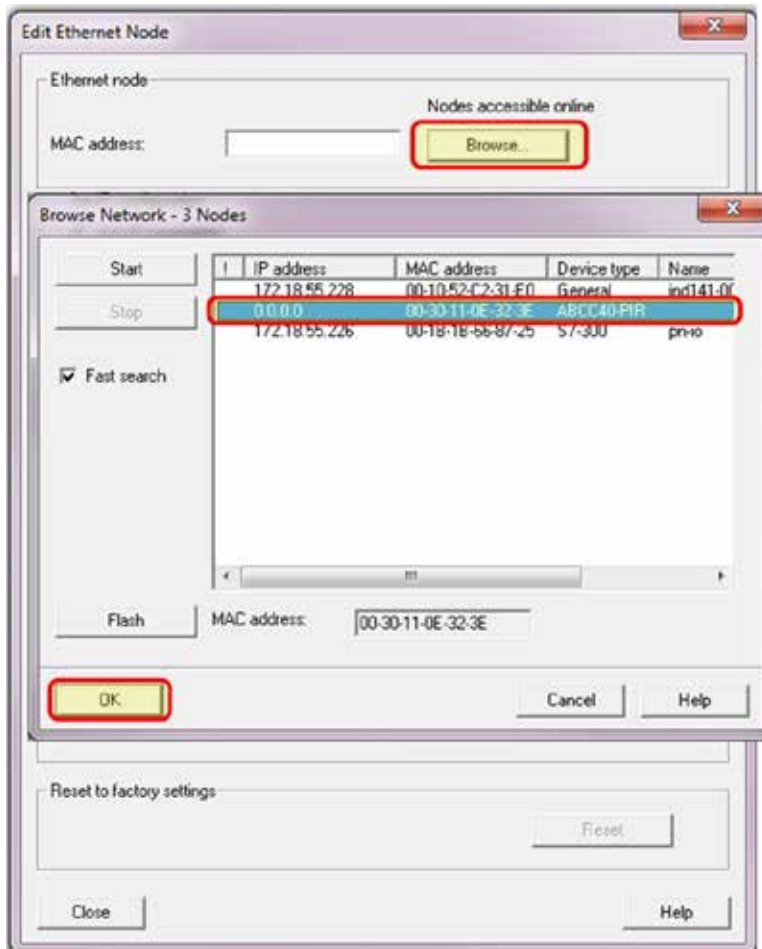 Edit Ethernet Node
Ethernet node
Nodes accessible online
MAC address:
Browse...
Browse Network - 3 Nodes
Start
Stop
Fast search
! IP address MAC address Device type Name
172.18.55.228 00-10-52-C2-31-E0 General ind141-00
0.0.0.0 00-30-11-0E-32-3E ABCC40-PIR
172.18.55.226 00-1B-1B-66-87-25 S7-300 pn-io
Flash
MAC address:
00-30-11-0E-32-3E
OK
Cancel
Help
Reset to factory settings
Reset
Close
Help